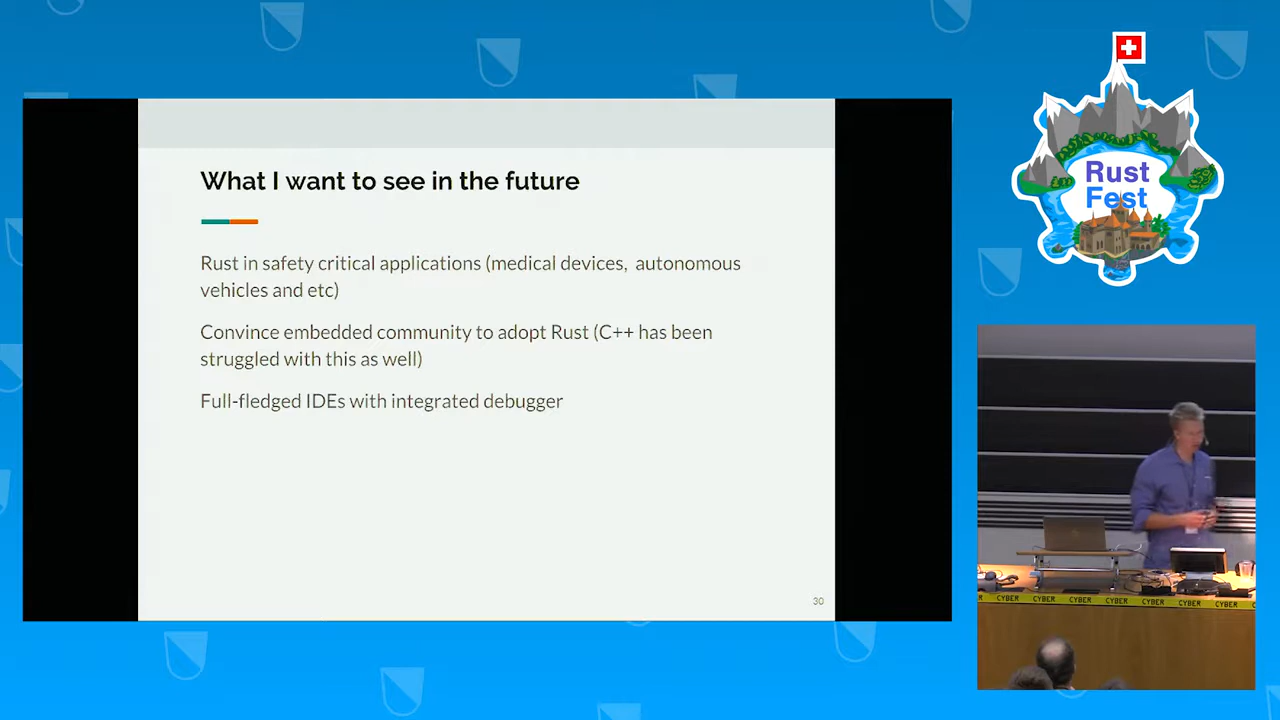 What I want to see in the future
Rust in safety critical applications (medical devices,  autonomous
vehicles and etc)
Convince embedded community to adopt Rust (C++ has been
struggled with this as well)
Full-fledged IDEs with integrated debugger
30
Rust
Fest
CYBER CYBER CYBER CYBER CYBER CYBER CYBER